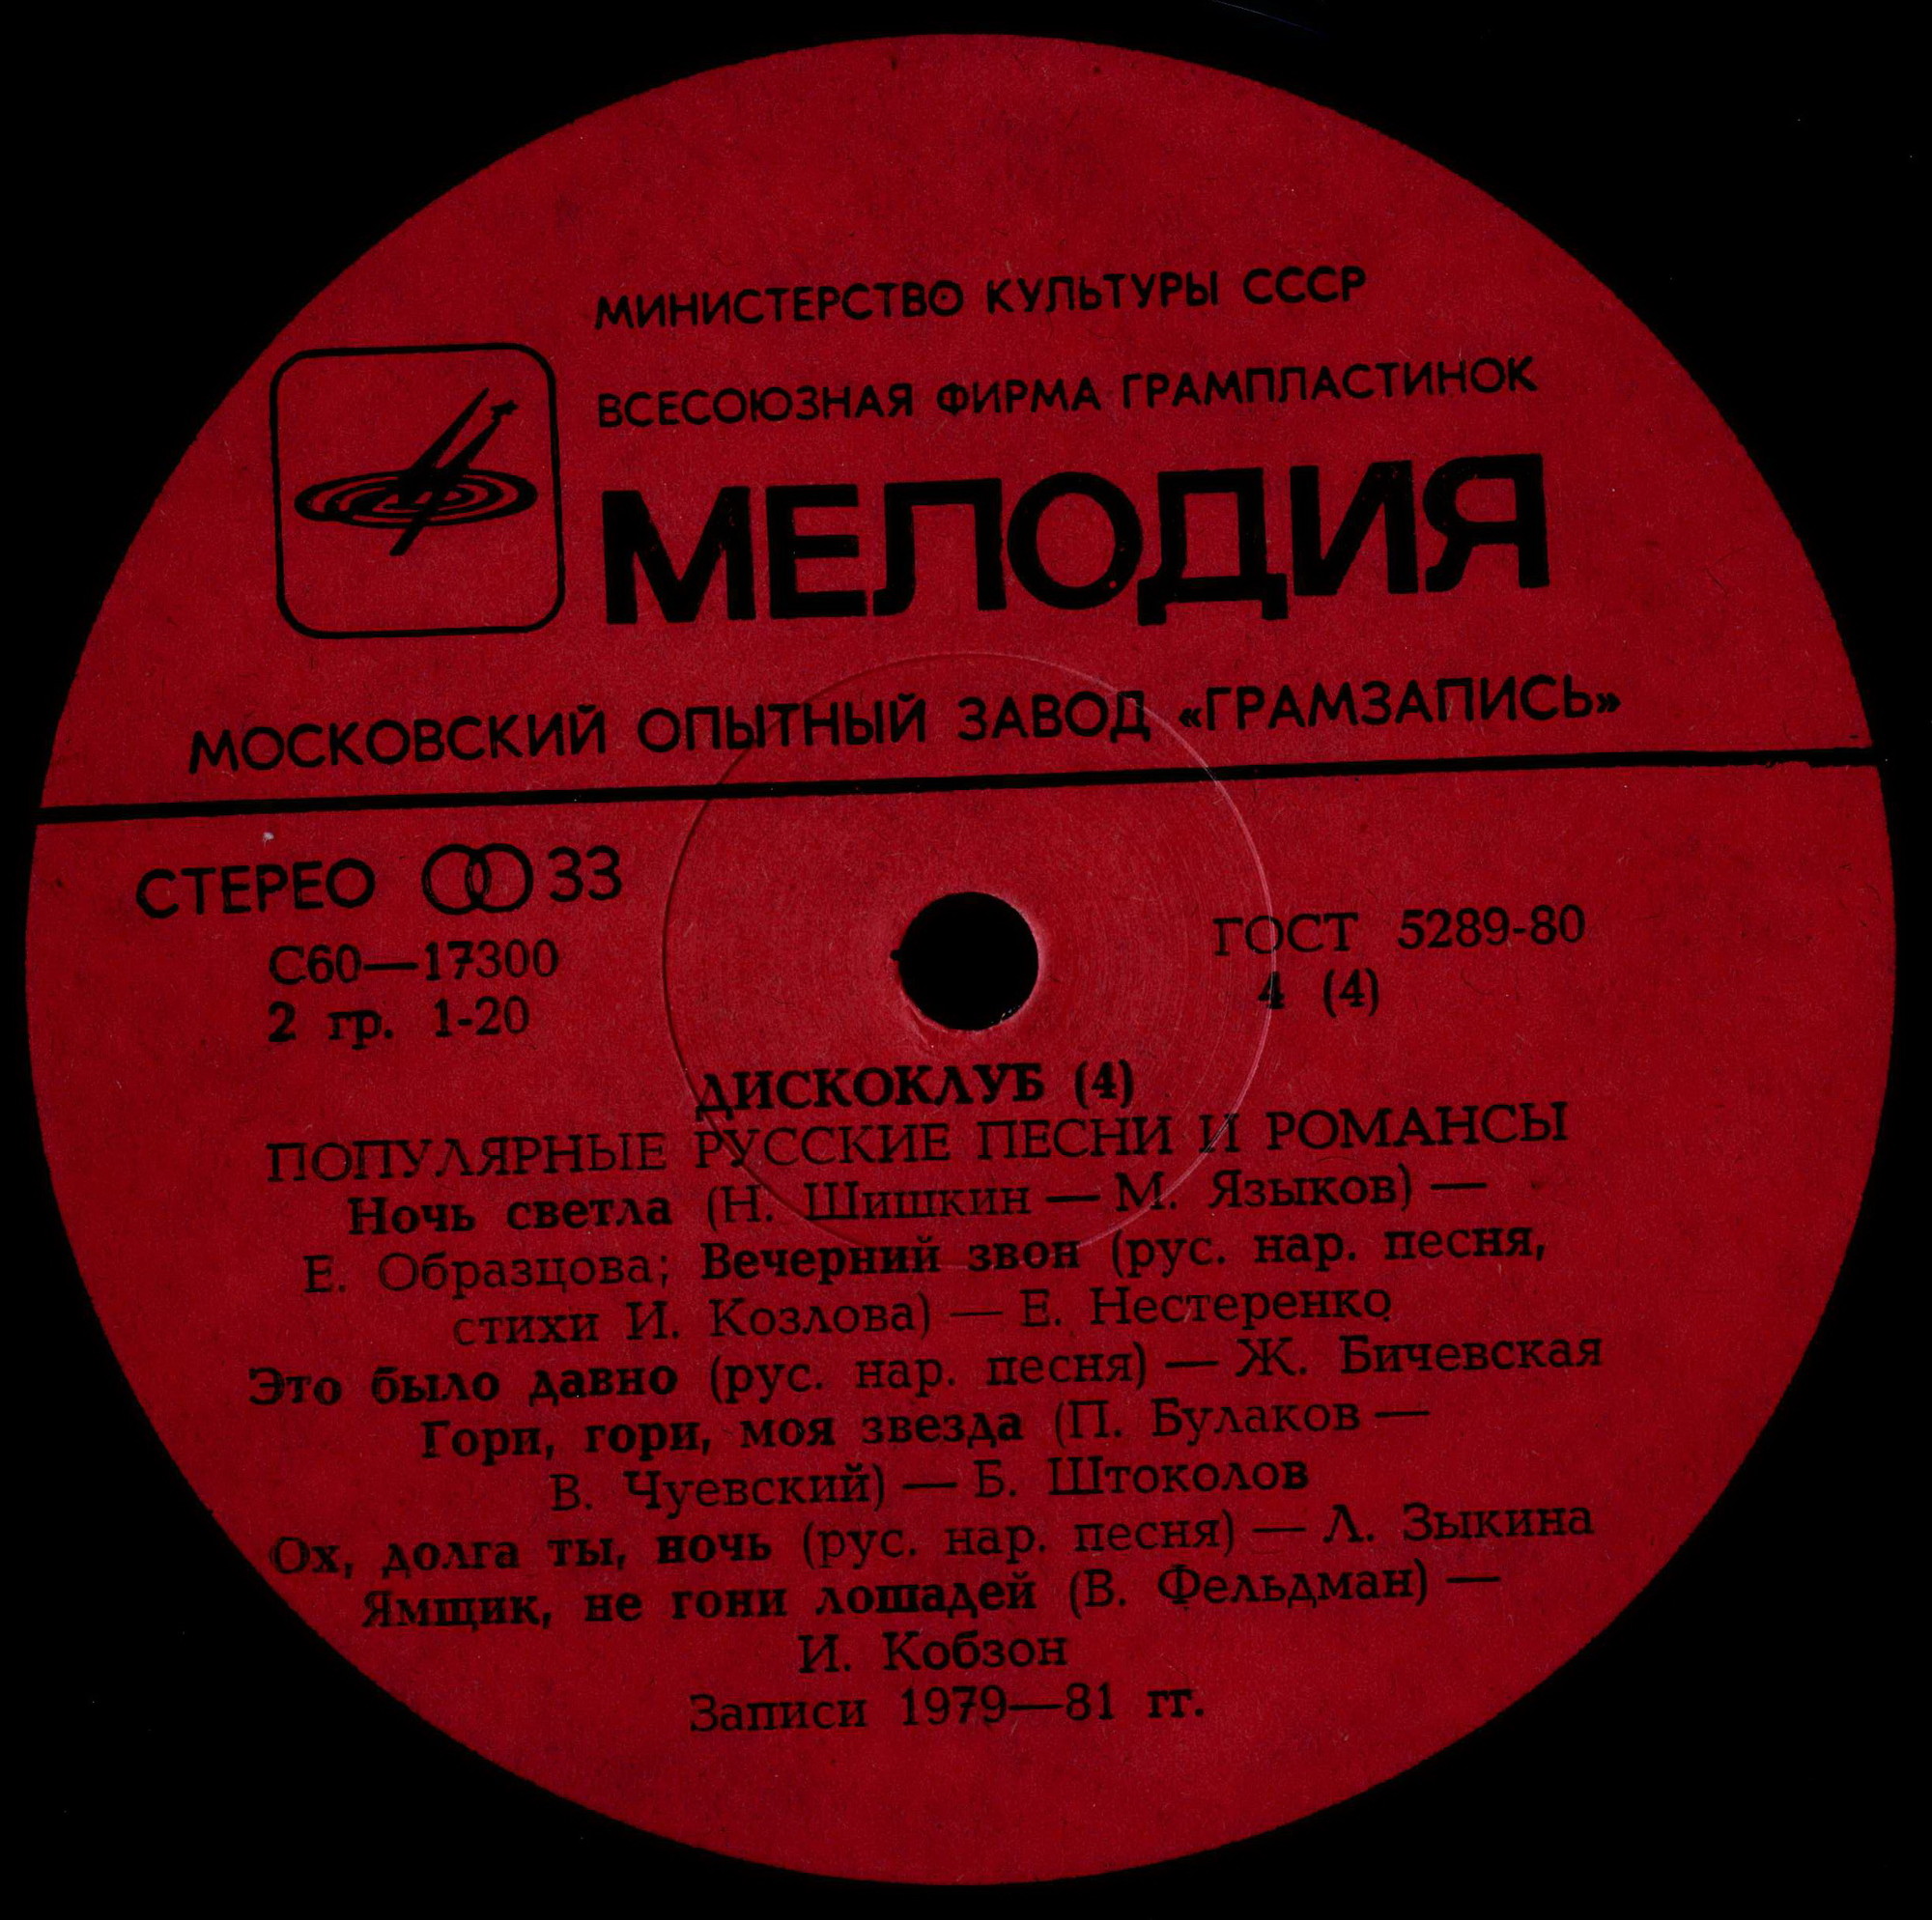 МИНИСТЕРСТВО КУЛЬТУРЫ СССР
ВСЕСОЮЗНАЯ ФИРМА ГРАМПЛАСТИНОК
МЕЛОДИЯ
МОСКОВСКИЙ ОПЫТНЫЙ ЗАВОД «ГРАМЗАПИСЬ»
СТЕРЕО 33
С60—17300
2 гр. 1-20
ГОСТ 5289-80
4 (4)
ДИСКОКЛУБ (4)
ПОПУЛЯРНЫЕ РУССКИЕ ПЕСНИ И РОМАНСЫ
Ночь светла (Н. Шишкин — М. Языков) —
Е. Образцова; Вечерний звон (рус. нар. песня,
стихи И. Козлова) — Е. Нестеренко
Это было давно (рус. нар. песня) — Ж. Бичевская
Гори, гори, моя звезда (П. Булаков —
В. Чуевский) — Б. Штоколов
Ох, долга ты, ночь (рус. нар. песня) — Л. Зыкина
Ямщик, не гони лошадей (В. Фельдман) —
И. Кобзон
Записи 1979—81 гг.